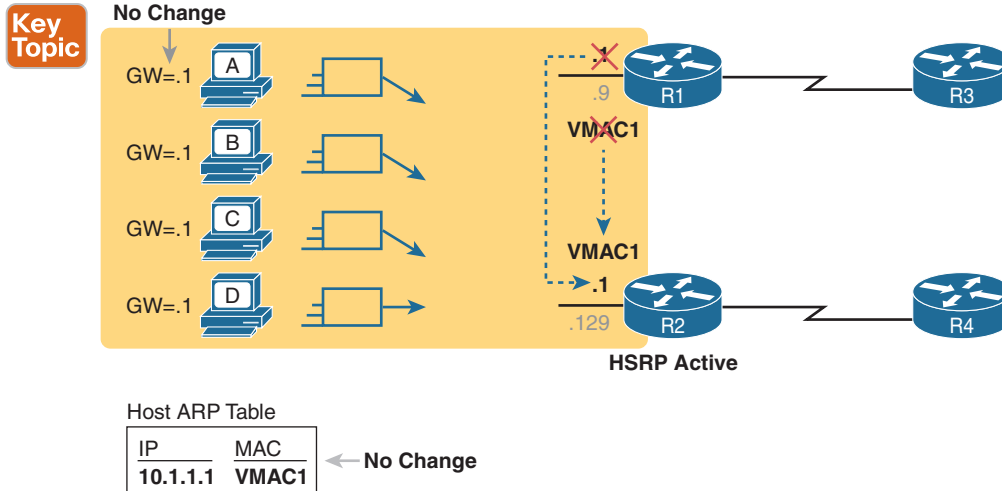 Key
Topic
No Change
GW=.1
A
.1
.9
R1
R3
VMAC1
GW=.1
B
GW=.1
C
VMAC1
.1
GW=.1
D
.129
R2
R4
HSRP Active
Host ARP Table
IP MAC
10.1.1.1 VMAC1
No Change